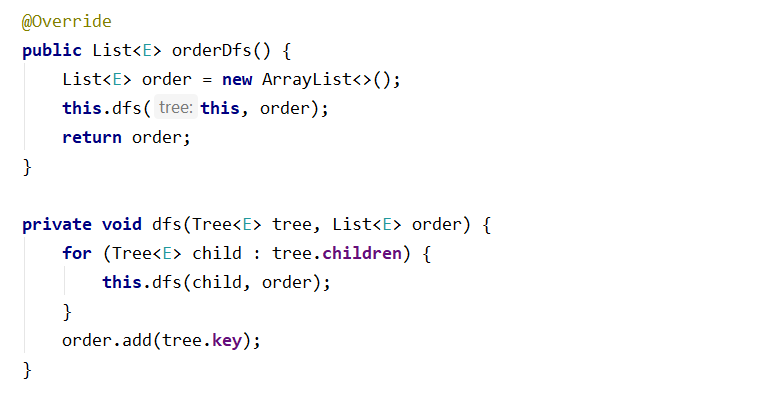 @Override
public List<E> orderDfs() {
    List<E> order = new ArrayList<>();
    this.dfs( tree: this, order);
    return order;
}

private void dfs(Tree<E> tree, List<E> order) {
    for (Tree<E> child : tree.children) {
        this.dfs(child, order);
    }
    order.add(tree.key);
}